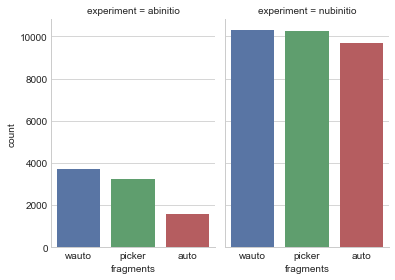 experiment = abinitio
experiment = nubinitio
10000
8000
6000
4000
2000
0
count
wauto picker auto
wauto picker auto
fragments
fragments